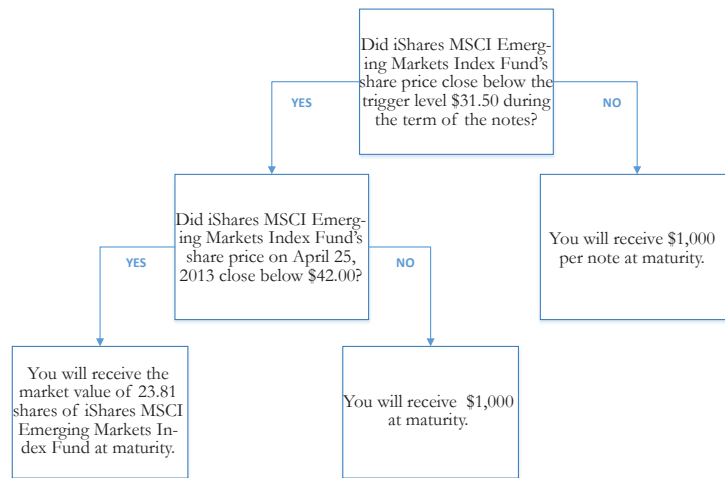 Did iShares MSCI Emerg-
ing Markets Index Fund's
share price close below the
trigger level $31.50 during
the term of the notes?
YES
NO
Did iShares MSCI Emerg-
ing Markets Index Fund's
share price on April 25,
2013 close below $42.00?
You will receive $1,000
per note at maturity.
YES
NO
You will receive the
market value of 23.81
shares of iShares MSCI
Emerging Markets In-
dex Fund at maturity.
You will receive $1,000
at maturity.